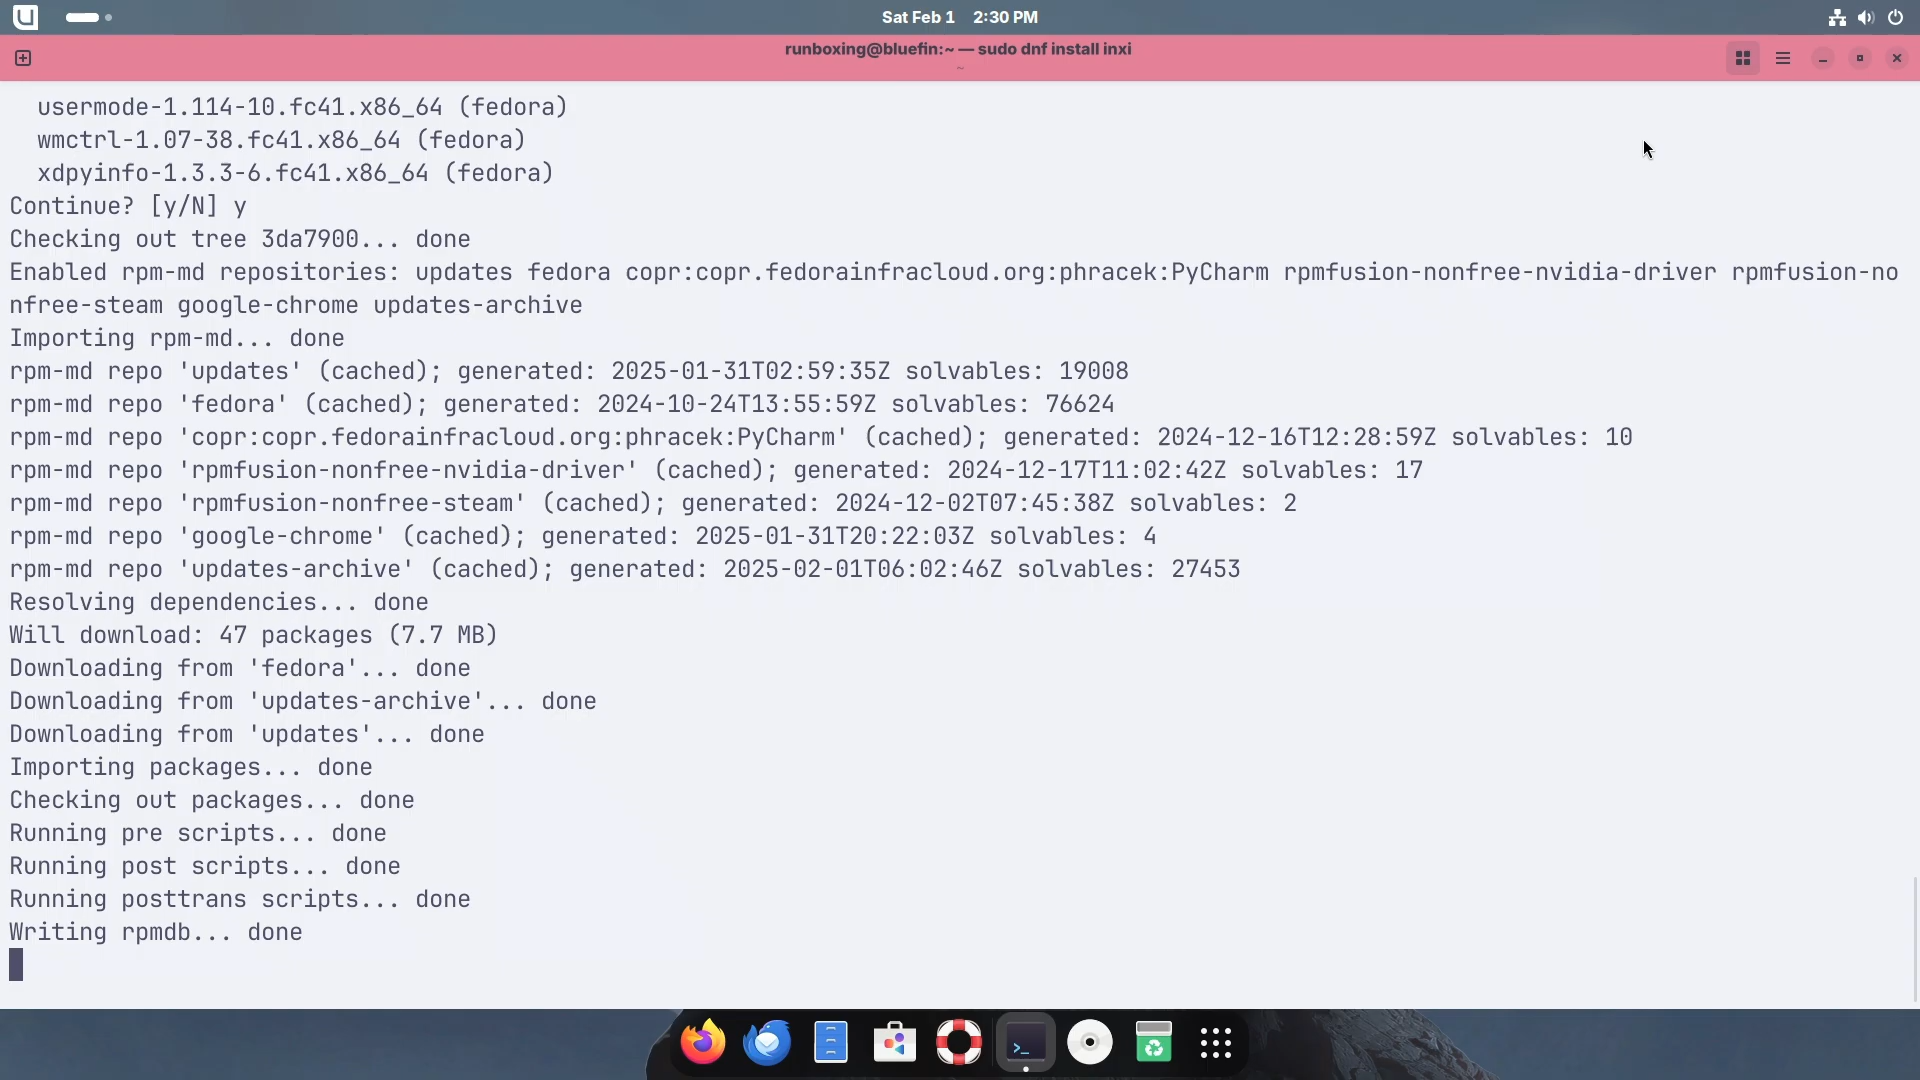 Sat Feb 1 2:30 PM
runboxing@bluefin:~ — sudo dnf install inxi
~
usermode-1.114-10.fc41.x86_64 (fedora)
wmctrl-1.07-38.fc41.x86_64 (fedora)
xdpyinfo-1.3.3-6.fc41.x86_64 (fedora)
Continue? [y/N] y
Checking out tree 3da7900... done
Enabled rpm-md repositories: updates fedora copr:copr.fedorainfracloud.org:phracek:PyCharm rpmfusion-nonfree-nvidia-driver rpmfusion-no
nfree-steam google-chrome updates-archive
Importing rpm-md... done
rpm-md repo 'updates' (cached); generated: 2025-01-31T02:59:35Z solvables: 19008
rpm-md repo 'fedora' (cached); generated: 2024-10-24T13:55:59Z solvables: 76624
rpm-md repo 'copr:copr.fedorainfracloud.org:phracek:PyCharm' (cached); generated: 2024-12-16T12:28:59Z solvables: 10
rpm-md repo 'rpmfusion-nonfree-nvidia-driver' (cached); generated: 2024-12-17T11:02:42Z solvables: 17
rpm-md repo 'rpmfusion-nonfree-steam' (cached); generated: 2024-12-02T07:45:38Z solvables: 2
rpm-md repo 'google-chrome' (cached); generated: 2025-01-31T20:22:03Z solvables: 4
rpm-md repo 'updates-archive' (cached); generated: 2025-02-01T06:02:46Z solvables: 27453
Resolving dependencies... done
Will download: 47 packages (7.7 MB)
Downloading from 'fedora'... done
Downloading from 'updates-archive'... done
Downloading from 'updates'... done
Importing packages... done
Checking out packages... done
Running pre scripts... done
Running post scripts... done
Running posttrans scripts... done
Writing rpmdb... done